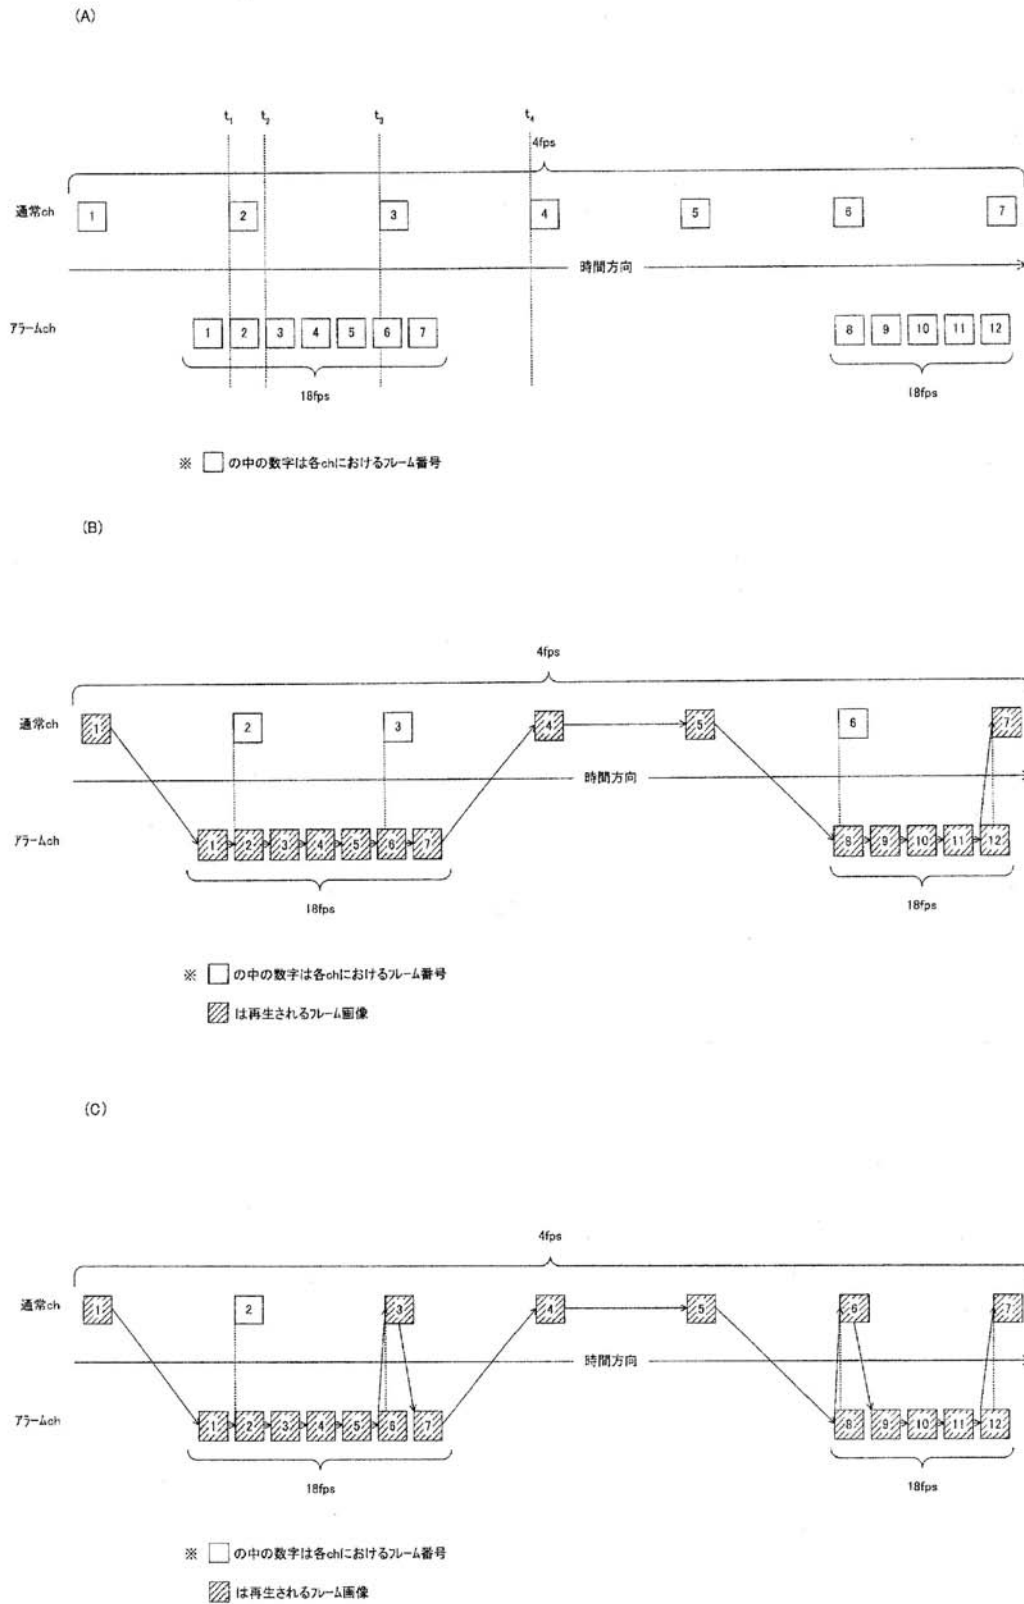 (A)
t1 t2 t3 t4
4fps
通常ch 1 2 3 4 5 6 7
時間方向
アラームch 1 2 3 4 5 6 7 8 9 10 11 12
18fps 18fps
※ □の中の数字は各chにおけるフレーム番号
(B)
4fps
通常ch 1 2 3 4 5 6 7
時間方向
アラームch 1 2 3 4 5 6 7 8 9 10 11 12
18fps 18fps
※ □の中の数字は各chにおけるフレーム番号
は再生されるフレーム画像
(C)
4fps
通常ch 1 2 3 4 5 6 7
時間方向
アラームch 1 2 3 4 5 6 7 8 9 10 11 12
18fps 18fps
※ □の中の数字は各chにおけるフレーム番号
は再生されるフレーム画像